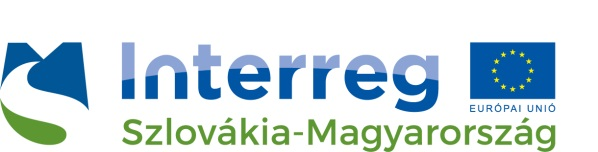 Interreg
EURÓPAI UNIÓ
Szlovákia-Magyarország